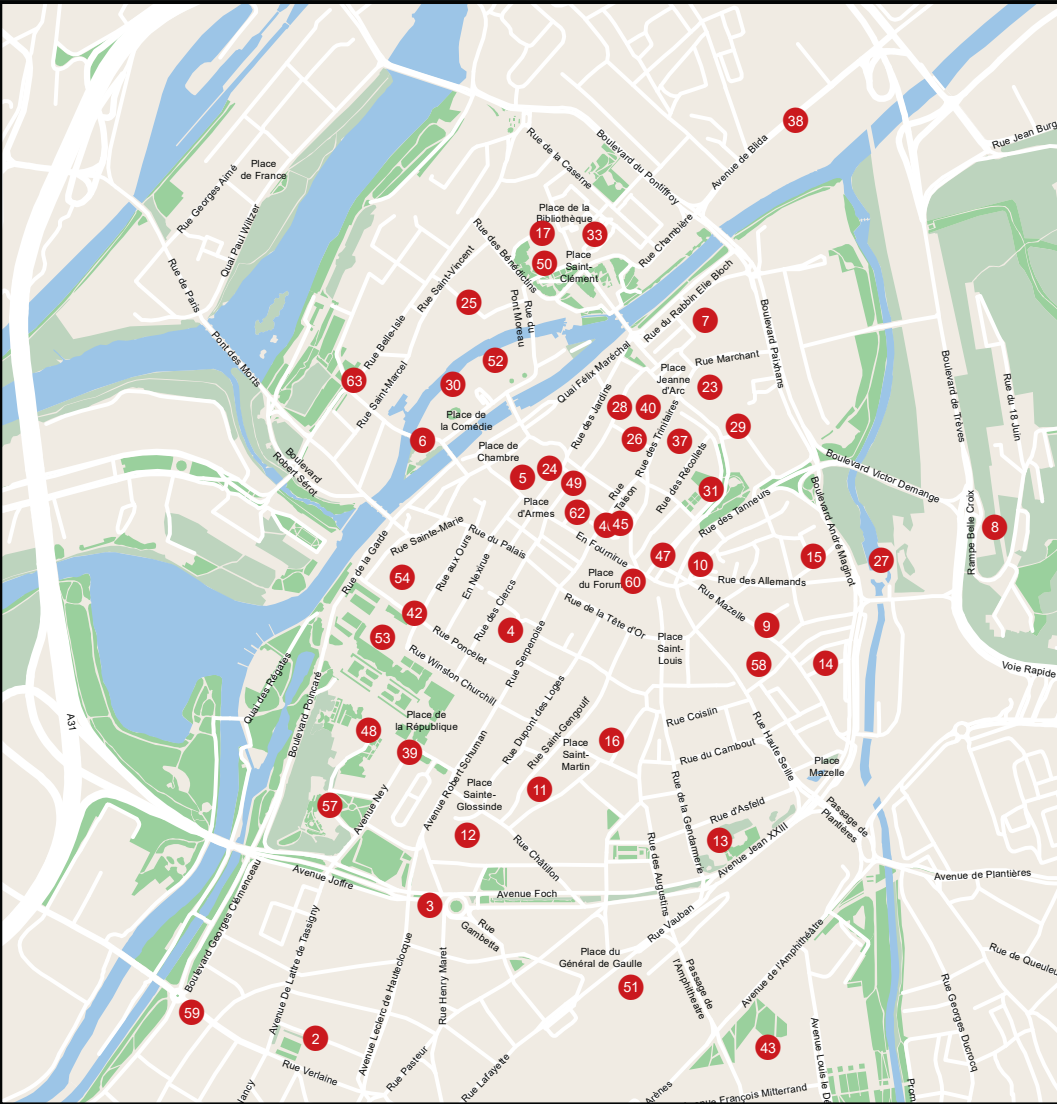 38
Rue Jean Burg
Rue de la Caserne
Boulevard du Pontiffroy
Avenue de Blida
Place
de France
Rue Georges Aimé
Quai Paul Wiltzer
Rue de Paris
Pont des Morts
Place de la
Bibliothèque
17
33
50
Place
Saint-
Clément
Rue des Bénédictins
Rue Chambière
Rue Saint-Vincent
25
Rue du
Pont Moreau
Rue du Rabbin Elie Bloch
7
Boulevard Paixhans
Rue Belle-Isle
52
Quai Félix Maréchal
Rue Marchant
Boulevard de Trèves
Rue du 18 Juin
63
30
Rue Saint-Marcel
Place
Jeanne
d'Arc
23
28
40
Place de
la Comédie
Rue des Jardins
Rue des Trinitaires
29
6
26
37
Place de
Chambre
Boulevard
Robert Sérot
5
24
49
Rue des Récollets
31
Boulevard Victor Demange
Rue
Taison
Place
d'Armes
62
45
Rue des Tanneurs
Boulevard André Maginot
Rampe Belle Croix
8
Rue de la Garde
Rue Sainte-Marie
Rue du Palais
En Fournirue
47
10
15
27
54
Rue aux Ours
En Nexirue
Place
du Forum
60
Rue des Allemands
42
Rue des Clercs
4
Rue de la Tête d'Or
Rue Mazelle
9
53
Rue Poncelet
Rue Winston Churchill
Rue Serpenoise
Place
Saint-
Louis
58
14
Voie Rapide
Quai des Régates
Boulevard Poincaré
A31
Rue Dupont des Loges
Rue Saint-Gengoulf
Rue Coislin
48
Place de
la République
39
16
Place
Saint-
Martin
Rue du Cambout
Rue Haute Seille
Place
Mazelle
Avenue Robert Schuman
57
Avenue Ney
Place
Sainte-
Glossinde
11
Rue de la Gendarmerie
Rue d'Asfeld
Passage de
Plantières
12
Rue Châtillon
13
Avenue Jean XXIII
Rue des Augustins
Avenue Joffre
Avenue Foch
Avenue de Plantières
3
Boulevard Georges Clémenceau
Rue
Gambetta
Rue Vauban
Avenue De Lattre de Tassigny
Avenue Leclerc de Hauteclocque
Rue Henry Maret
Place du
Général de Gaulle
51
Passage de
l'Amphitheatre
Avenue de l'Amphithéâtre
Rue de Queuleu
59
2
Rue Georges Ducrocq
43
Rue Verlaine
Rue Pasteur
Rue Lafayette
Avenue Louis le De
Arènes
nue François Mitterrand
Prom